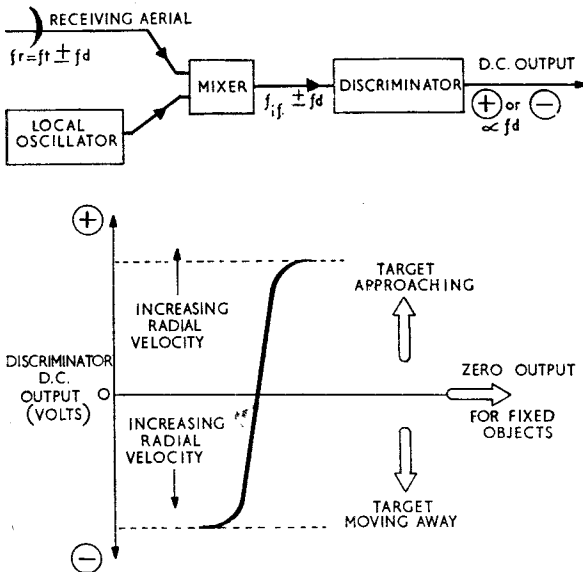 RECEIVING AERIAL
fr=ft ± fd
MIXER
LOCAL
OSCILLATOR
f i.f. ± fd
DISCRIMINATOR
D.C. OUTPUT
+ or −
∝ fd
+
INCREASING
RADIAL
VELOCITY
TARGET
APPROACHING
DISCRIMINATOR
D.C.
OUTPUT
(VOLTS)
O
ZERO OUTPUT
FOR FIXED
OBJECTS
INCREASING
RADIAL
VELOCITY
TARGET
MOVING AWAY
−